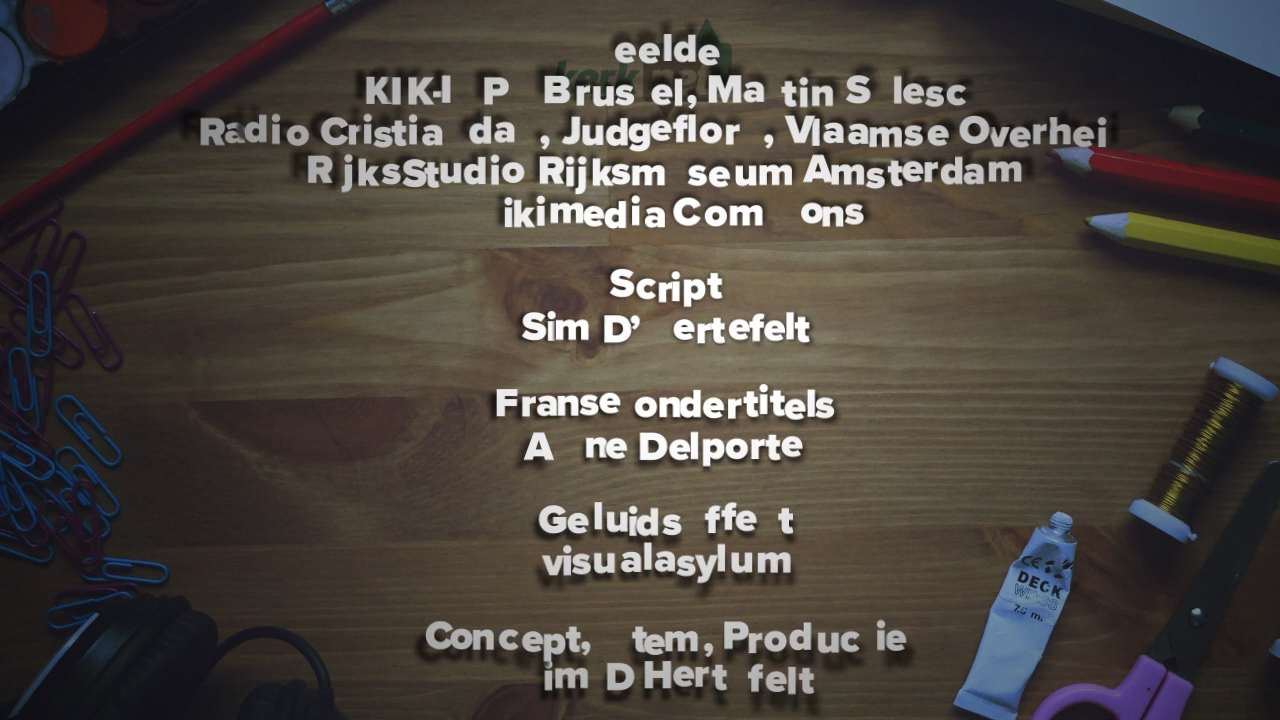 eelde
KIK-I P Brus el, Ma tin S lesc
Radio Cristia da , Judgeflor , Vlaamse Overhei
R jksStudio Rijksm seum Amsterdam
ikimedia Com ons
Script
Sim D’ ertefelt
Franse ondertitels
A ne Delporte
Geluids ffe t
visualasylum
Concept, tem, Produc ie
im D Hert felt
DECK